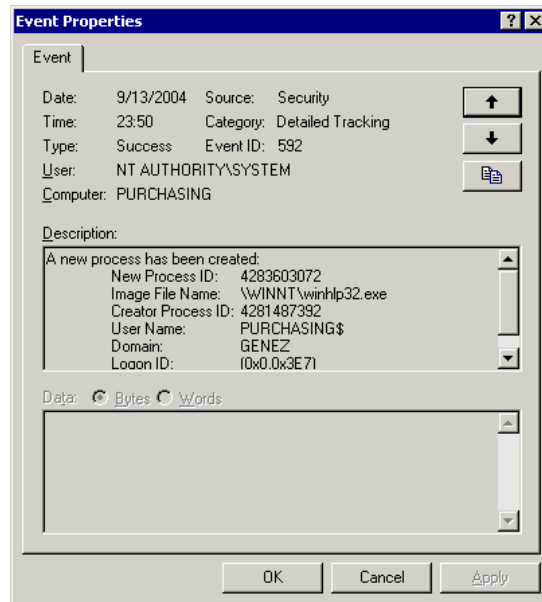 Event Properties
Event
Date: 9/13/2004 Source: Security
Time: 23:50 Category: Detailed Tracking
Type: Success Event ID: 592
User: NT AUTHORITY\SYSTEM
Computer: PURCHASING
Description:
A new process has been created:
New Process ID: 4283603072
Image File Name: \WINNT\winhlp32.exe
Creator Process ID: 4281487392
User Name: PURCHASING$
Domain: GENEZ
Logon ID: (0x0,0x3E7)
Data: Bytes Words
OK Cancel Apply